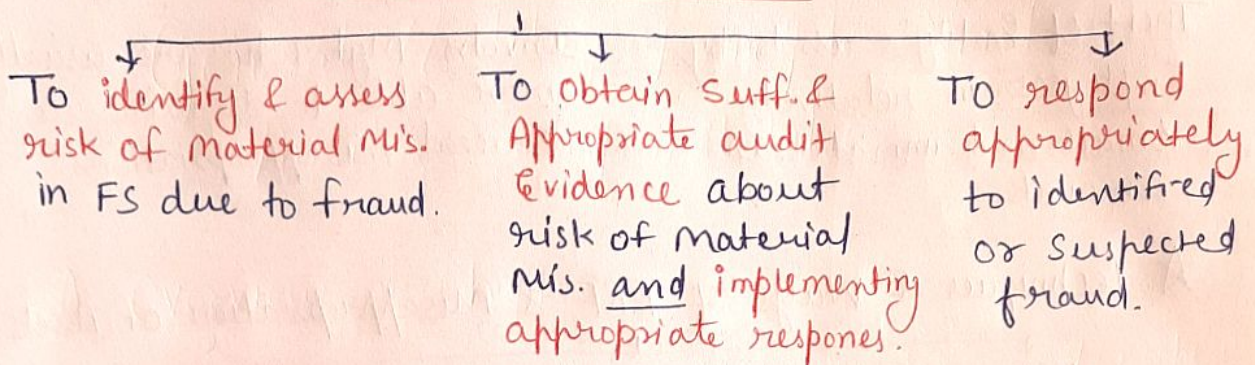 To identify & assess
risk of material Mis.
in FS due to fraud.
To obtain Suff. &
Appropriate audit
Evidence about
risk of material
Mis. and implementing
appropriate respones.
To respond
appropriately
to identified
or suspected
fraud.